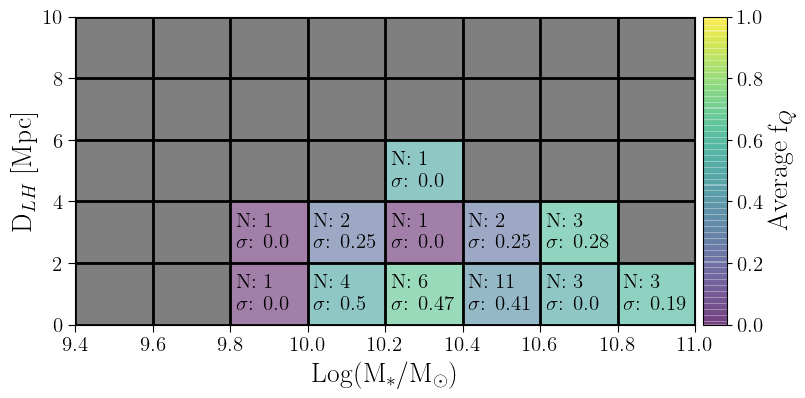 10
8
6
4
2
0
D_{LH} [Mpc]
N: 1
σ: 0.0
N: 1
σ: 0.0
N: 2
σ: 0.25
N: 1
σ: 0.0
N: 2
σ: 0.25
N: 3
σ: 0.28
N: 1
σ: 0.0
N: 4
σ: 0.5
N: 6
σ: 0.47
N: 11
σ: 0.41
N: 3
σ: 0.0
N: 3
σ: 0.19
9.4 9.6 9.8 10.0 10.2 10.4 10.6 10.8 11.0
Log(M_*/M_⊙)
1.0
0.8
0.6
0.4
0.2
0.0
Average f_Q